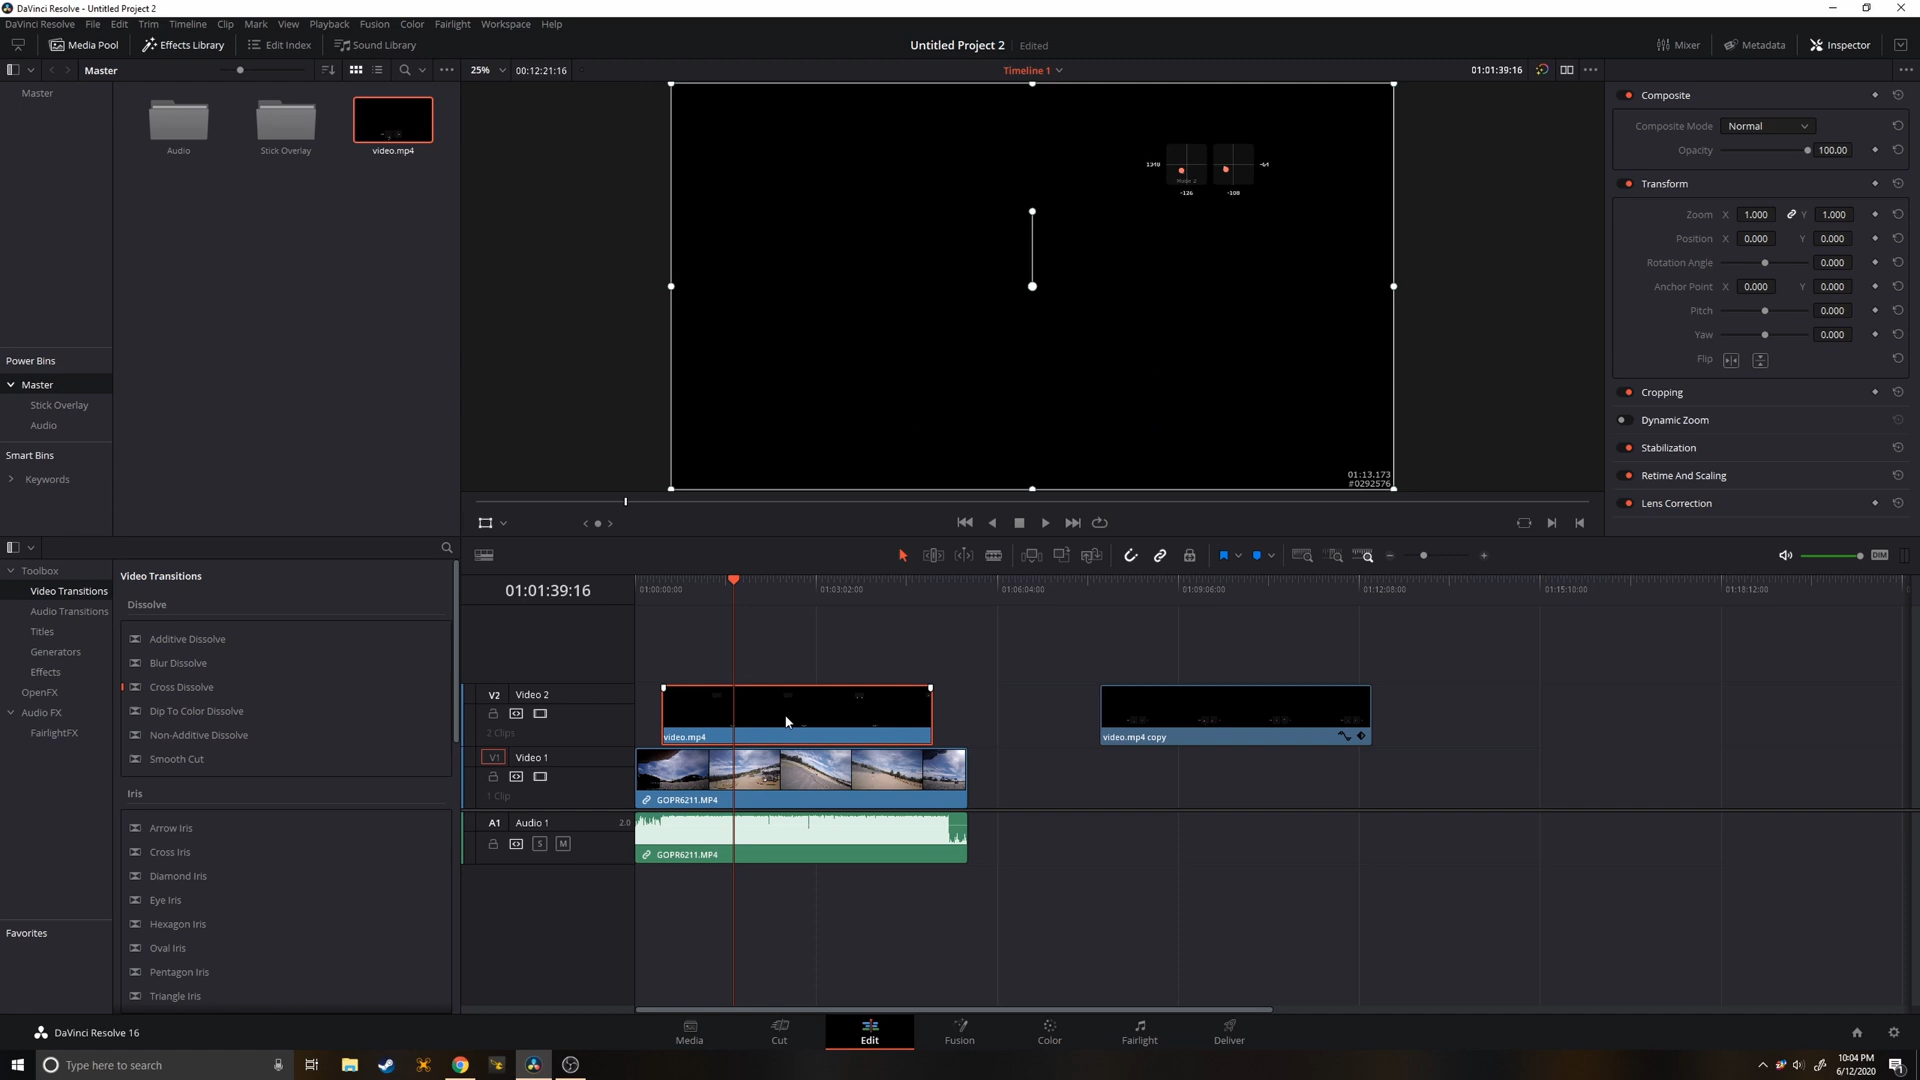 DaVinci Resolve - Untitled Project 2
DaVinci Resolve File Edit Trim Timeline Clip Mark View Playback Fusion Color Fairlight Workspace Help
Media Pool Effects Library Edit Index Sound Library Untitled Project 2 Edited Mixer Metadata Inspector
Master 25% 00:12:21:16 Timeline 1 01:01:39:16
Master
Audio Stick Overlay video.mp4
Power Bins
Master
Stick Overlay
Audio
Smart Bins
Keywords
-64
Mode 2
-126 -108
01:13.173
#0292576
Composite
Composite Mode Normal
Opacity 100.00
Transform
Zoom X 1.000 Y 1.000
Position X 0.000 Y 0.000
Rotation Angle 0.000
Anchor Point X 0.000 Y 0.000
Pitch 0.000
Yaw 0.000
Flip
Cropping
Dynamic Zoom
Stabilization
Retime And Scaling
Lens Correction
Toolbox
Video Transitions
Audio Transitions
Titles
Generators
Effects
OpenFX
Audio FX
FairlightFX
Favorites
Video Transitions
Dissolve
Additive Dissolve
Blur Dissolve
Cross Dissolve
Dip To Color Dissolve
Non-Additive Dissolve
Smooth Cut
Iris
Arrow Iris
Cross Iris
Diamond Iris
Eye Iris
Hexagon Iris
Oval Iris
Pentagon Iris
Triangle Iris
DIM
01:01:39:16 01:00:00:00 01:03:02:00 01:06:04:00 01:09:06:00 01:12:08:00 01:15:10:00 01:18:12:00
V2 Video 2
2 Clips
video.mp4 video.mp4 copy
V1 Video 1
1 Clip
GOPR6211.MP4
A1 Audio 1 2.0
S M
GOPR6211.MP4
DaVinci Resolve 16
Media Cut Edit Fusion Color Fairlight Deliver
Type here to search
10:04 PM
6/12/2020